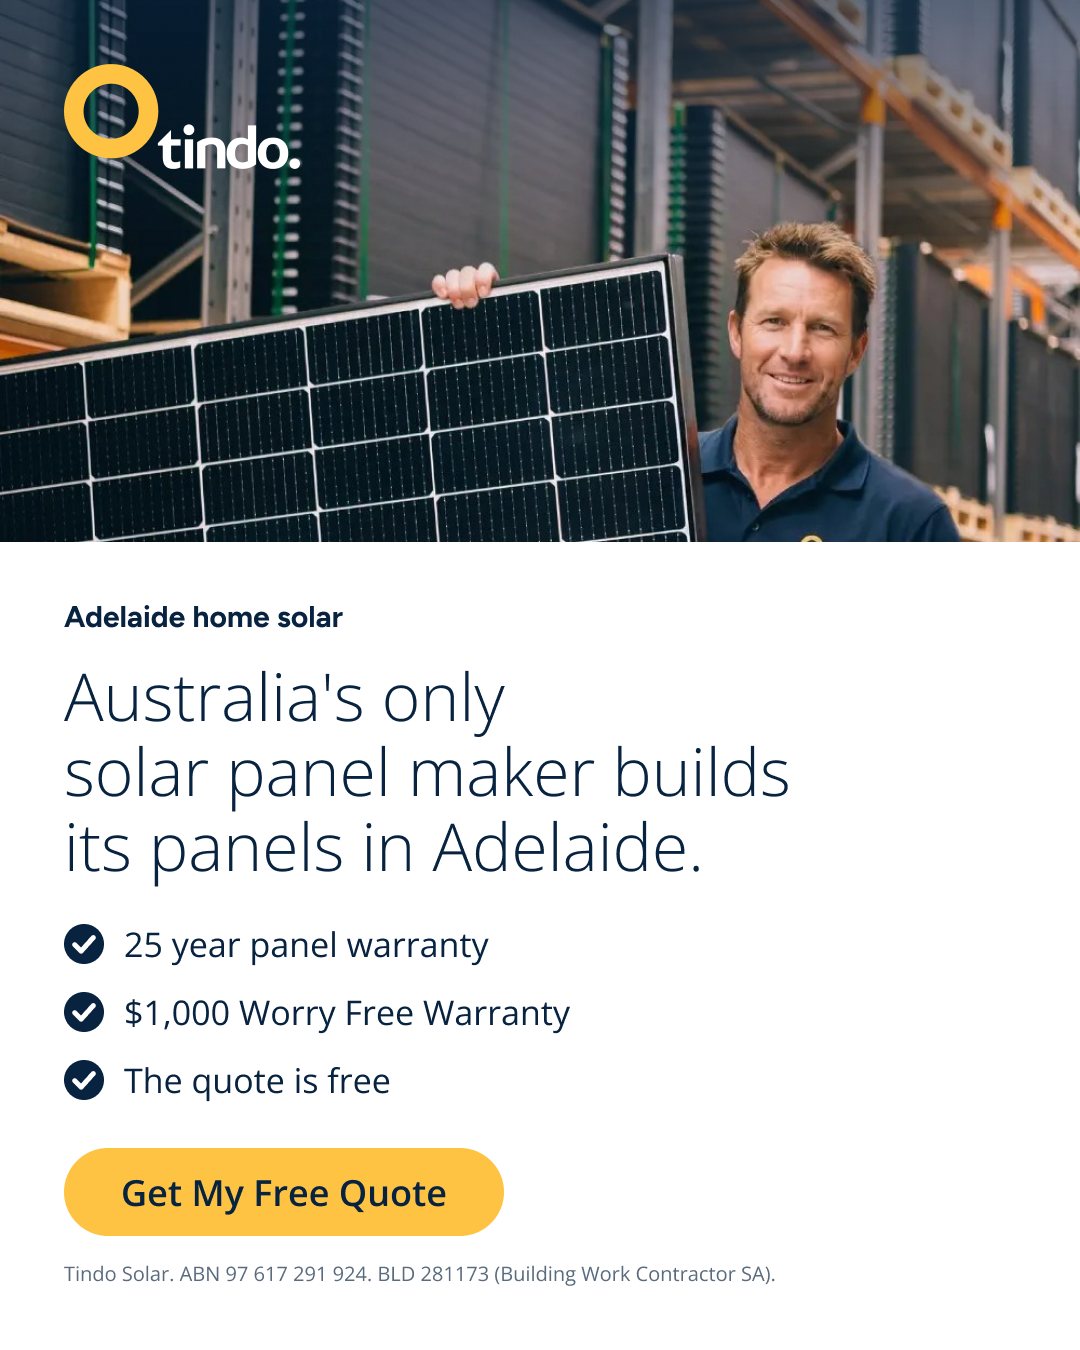 tindo.
Adelaide home solar
Australia's only
solar panel maker builds
its panels in Adelaide.
25 year panel warranty
$1,000 Worry Free Warranty
The quote is free
Get My Free Quote
Tindo Solar. ABN 97 617 291 924. BLD 281173 (Building Work Contractor SA).